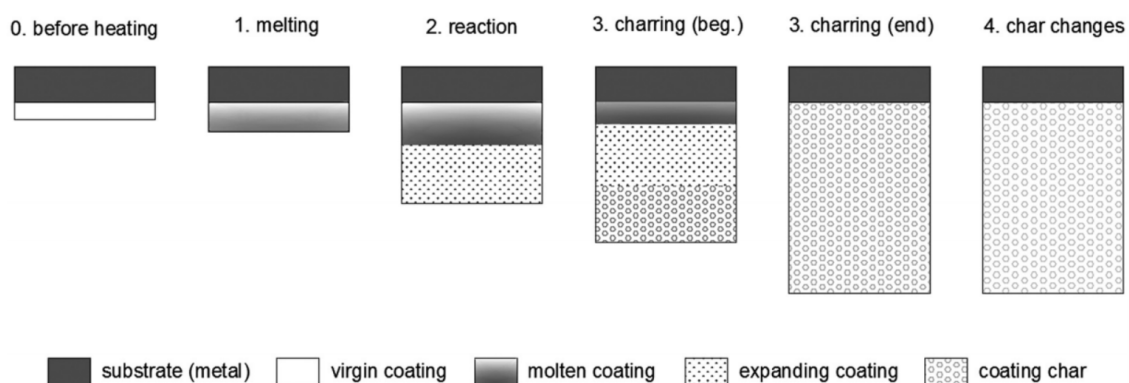 0. before heating
1. melting
2. reaction
3. charring (beg.)
3. charring (end)
4. char changes
substrate (metal)
virgin coating
molten coating
expanding coating
coating char